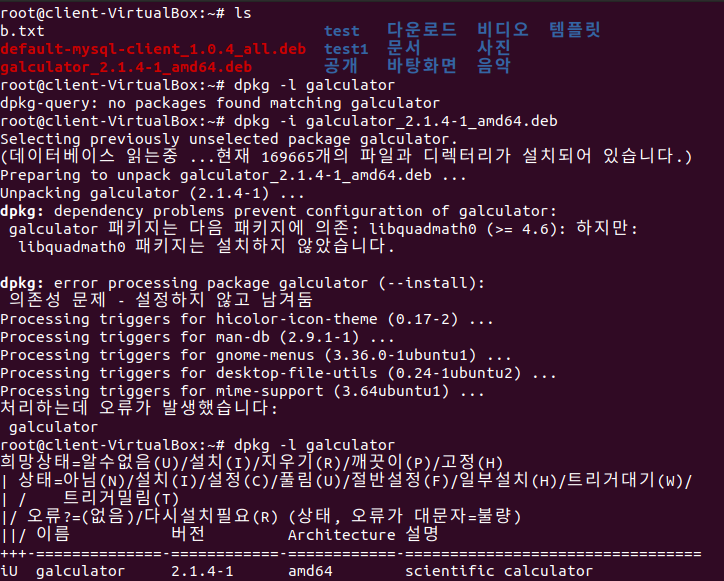 root@client-VirtualBox:~# ls
b.txt test 다운로드 비디오 템플릿
default-mysql-client_1.0.4_all.deb test1 문서 사진
galculator_2.1.4-1_amd64.deb 공개 바탕화면 음악
root@client-VirtualBox:~# dpkg -l galculator
dpkg-query: no packages found matching galculator
root@client-VirtualBox:~# dpkg -i galculator_2.1.4-1_amd64.deb
Selecting previously unselected package galculator.
(데이터베이스 읽는중 ...현재 169665개의 파일과 디렉터리가 설치되어 있습니다.)
Preparing to unpack galculator_2.1.4-1_amd64.deb ...
Unpacking galculator (2.1.4-1) ...
dpkg: dependency problems prevent configuration of galculator:
 galculator 패키지는 다음 패키지에 의존: libquadmath0 (>= 4.6): 하지만:
  libquadmath0 패키지는 설치하지 않았습니다.

dpkg: error processing package galculator (--install):
 의존성 문제 - 설정하지 않고 남겨둠
Processing triggers for hicolor-icon-theme (0.17-2) ...
Processing triggers for man-db (2.9.1-1) ...
Processing triggers for gnome-menus (3.36.0-1ubuntu1) ...
Processing triggers for desktop-file-utils (0.24-1ubuntu2) ...
Processing triggers for mime-support (3.64ubuntu1) ...
처리하는데 오류가 발생했습니다:
 galculator
root@client-VirtualBox:~# dpkg -l galculator
희망상태=알수없음(U)/설치(I)/지우기(R)/깨끗이(P)/고정(H)
| 상태=아님(N)/설치(I)/설정(C)/풀림(U)/절반설정(F)/일부설치(H)/트리거대기(W)/
| /    트리거밀림(T)
|/ 오류?=(없음)/다시설치필요(R) (상태, 오류가 대문자=불량)
||/ 이름           버전         Architecture 설명
+++-==============-============-============-=================================
iU  galculator     2.1.4-1      amd64        scientific calculator